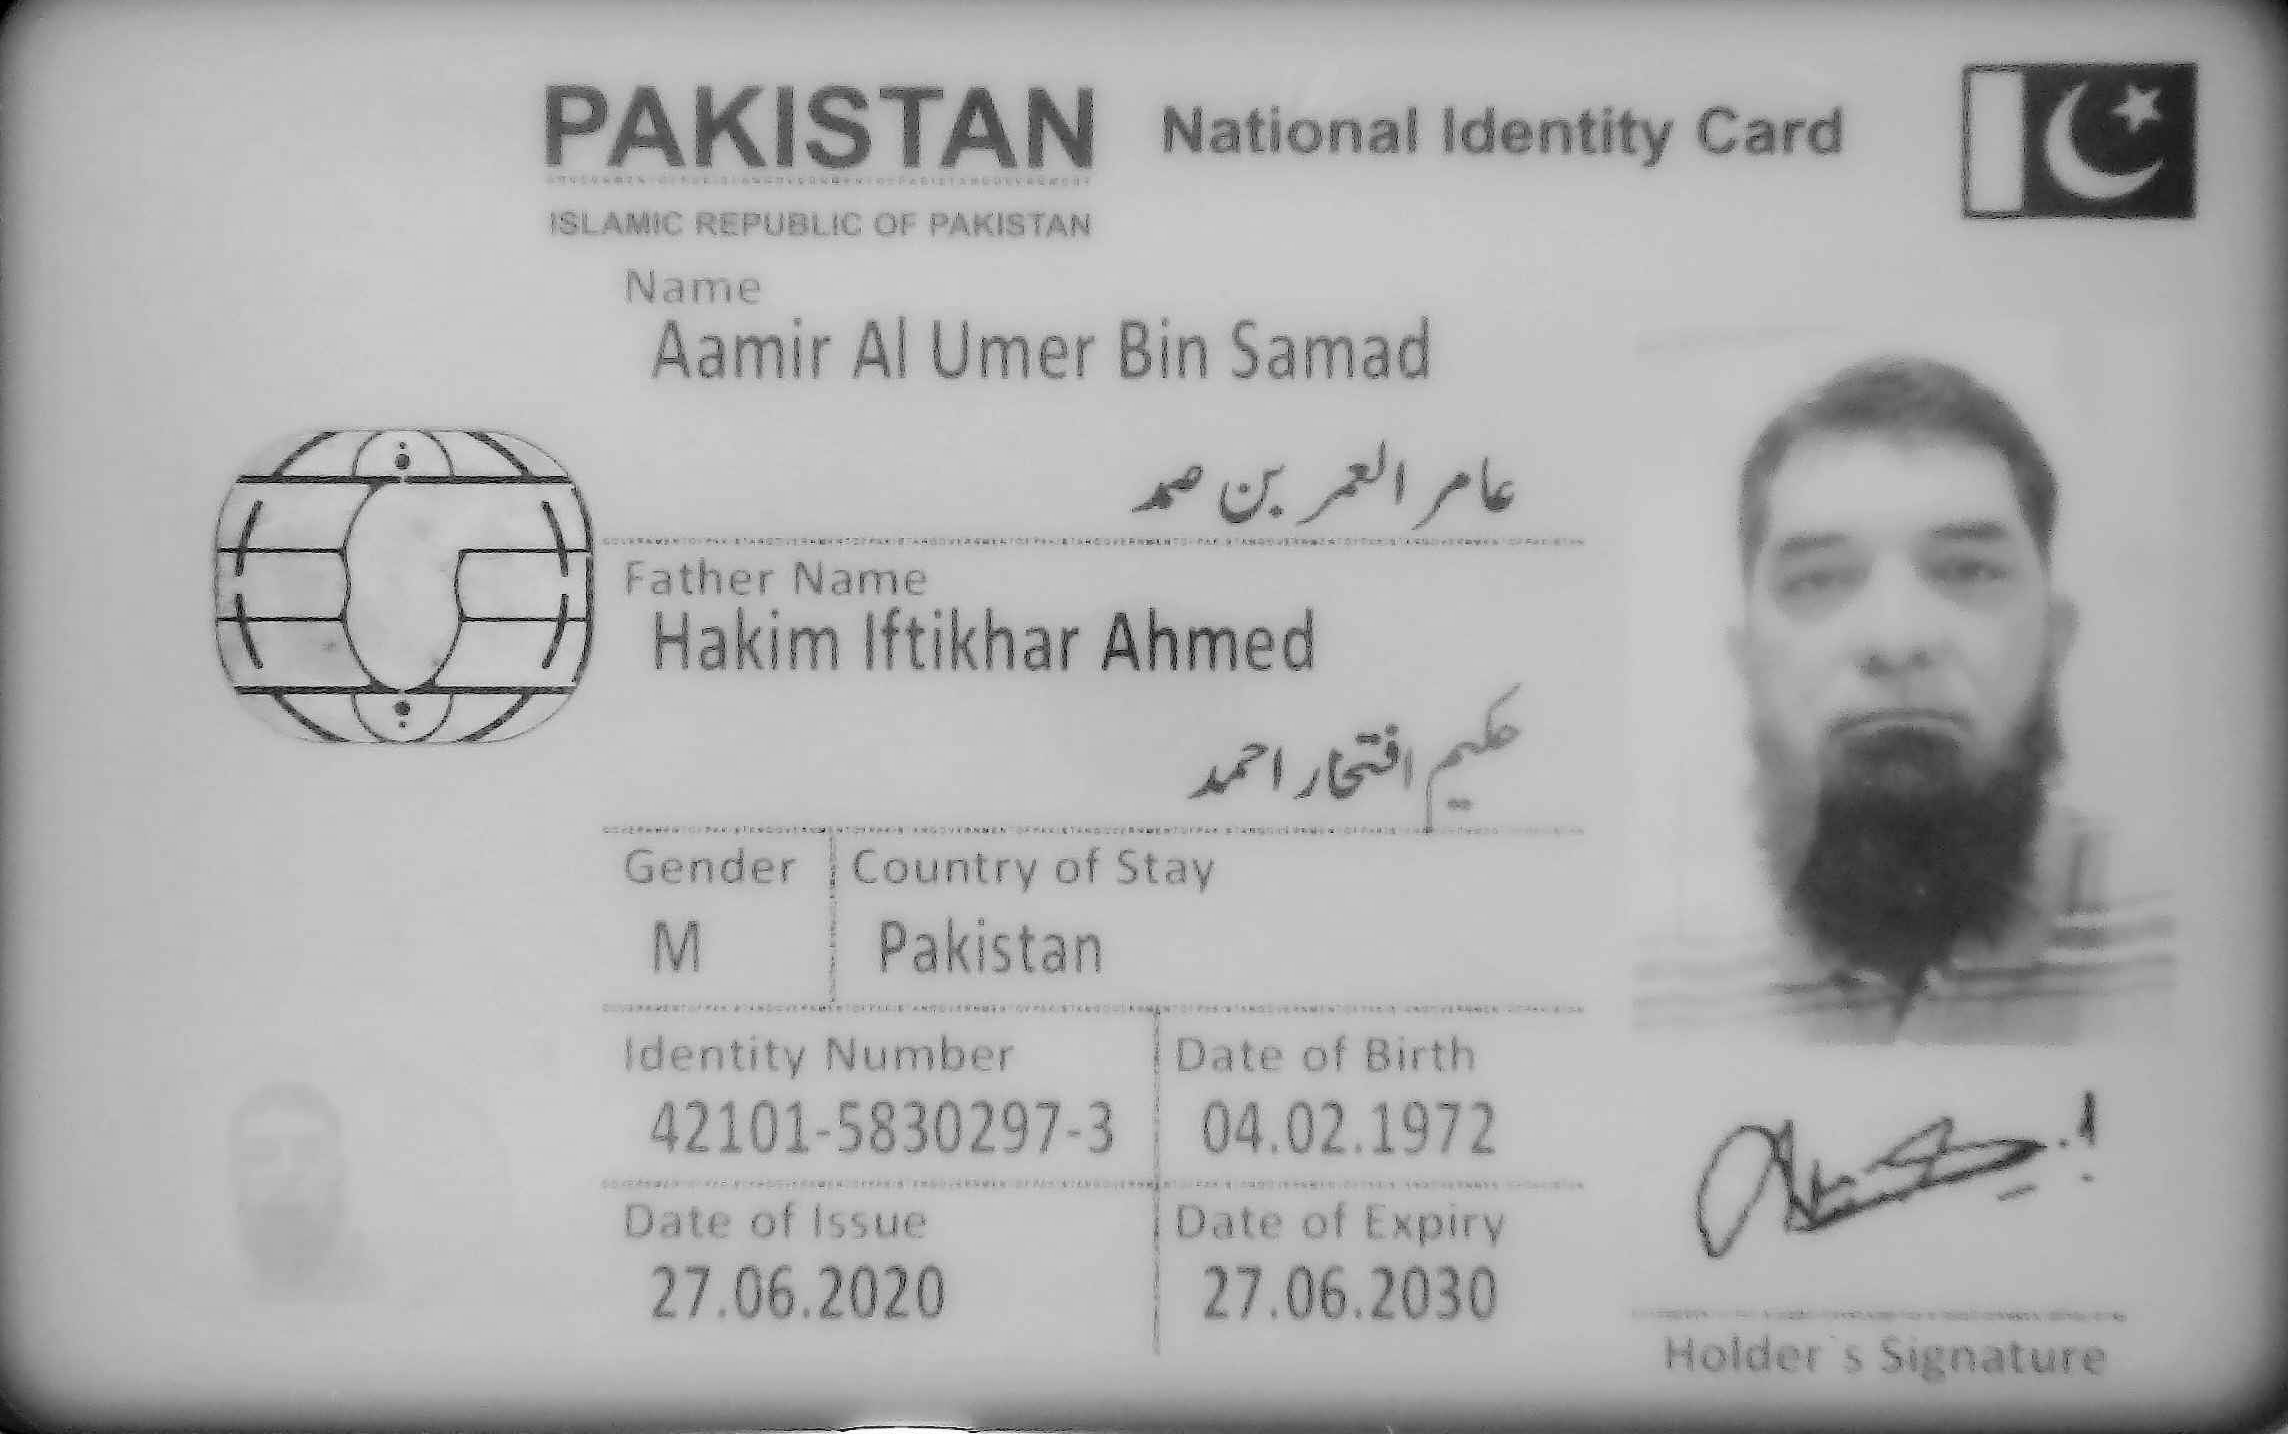 PAKISTAN National Identity Card
ISLAMIC REPUBLIC OF PAKISTAN
Name
Aamir Al Umer Bin Samad
عامر العمر بن صمد
Father Name
Hakim Iftikhar Ahmed
حکیم افتخار احمد
Gender Country of Stay
M Pakistan
Identity Number Date of Birth
42101-5830297-3 04.02.1972
Date of Issue Date of Expiry
27.06.2020 27.06.2030
Holder`s Signature